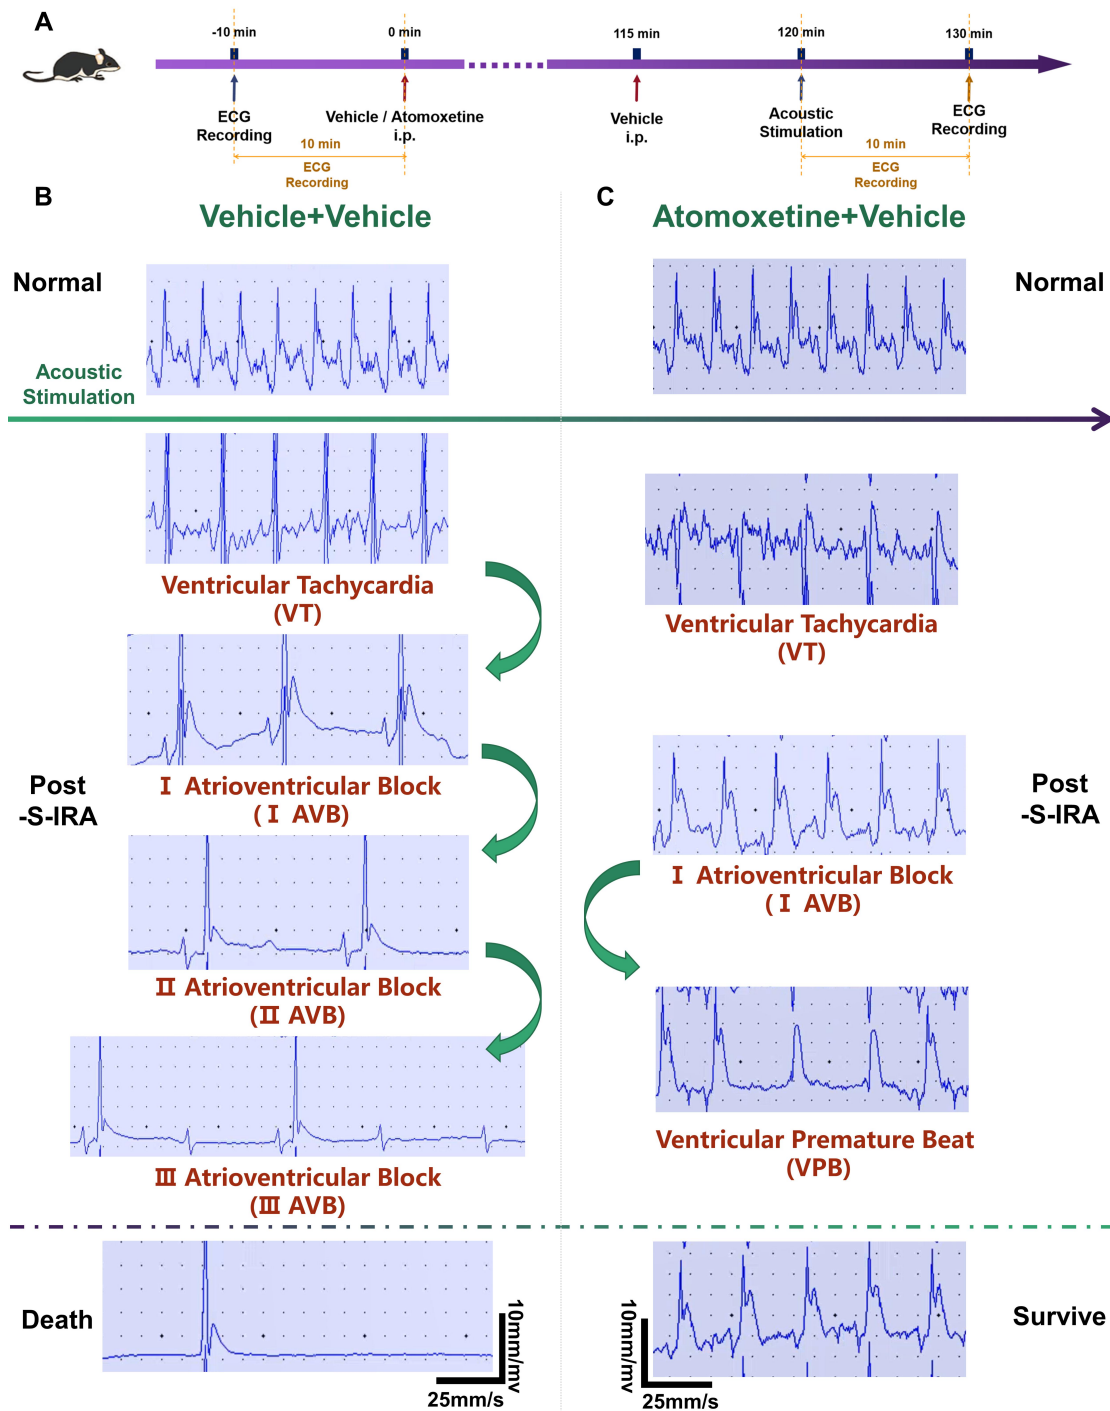 A
-10 min
0 min
115 min
120 min
130 min
ECG
Recording
Vehicle / Atomoxetine
i.p.
Vehicle
i.p.
Acoustic
Stimulation
ECG
Recording
10 min
ECG
Recording
10 min
ECG
Recording
B
Vehicle+Vehicle
C
Atomoxetine+Vehicle
Normal
Normal
Acoustic
Stimulation
Ventricular Tachycardia
(VT)
Ventricular Tachycardia
(VT)
Ⅰ Atrioventricular Block
(Ⅰ AVB)
Post
-S-IRA
Post
-S-IRA
Ⅰ Atrioventricular Block
(Ⅰ AVB)
Ⅱ Atrioventricular Block
(Ⅱ AVB)
Ventricular Premature Beat
(VPB)
Ⅲ Atrioventricular Block
(Ⅲ AVB)
Death
10mm/mv
25mm/s
10mm/mv
25mm/s
Survive